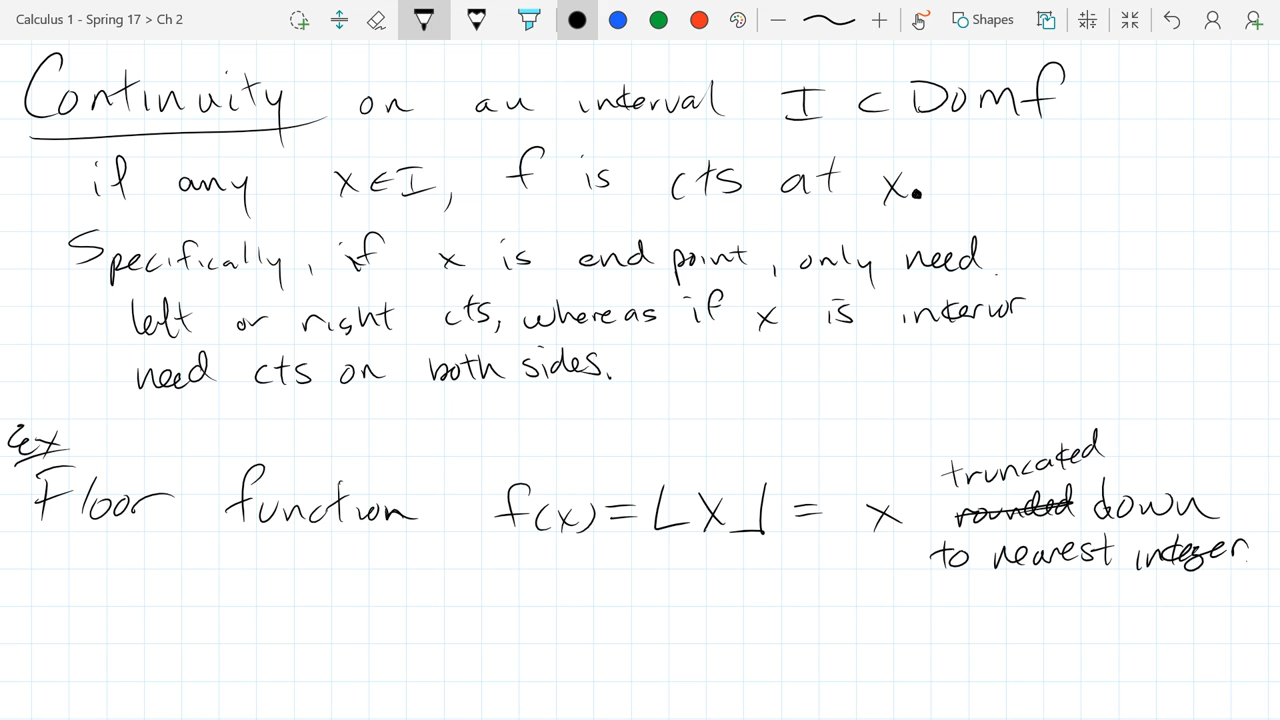 Calculus 1 - Spring 17 > Ch 2
Shapes
Continuity on an interval I ⊂ Dom f
if any x ∈ I, f is cts at x.
Specifically, if x is end point, only need
left or right cts, whereas if x is interior
need cts on both sides.
Ex
truncated
Floor function f(x) = ⌊x⌋ = x rounded down
to nearest integer.